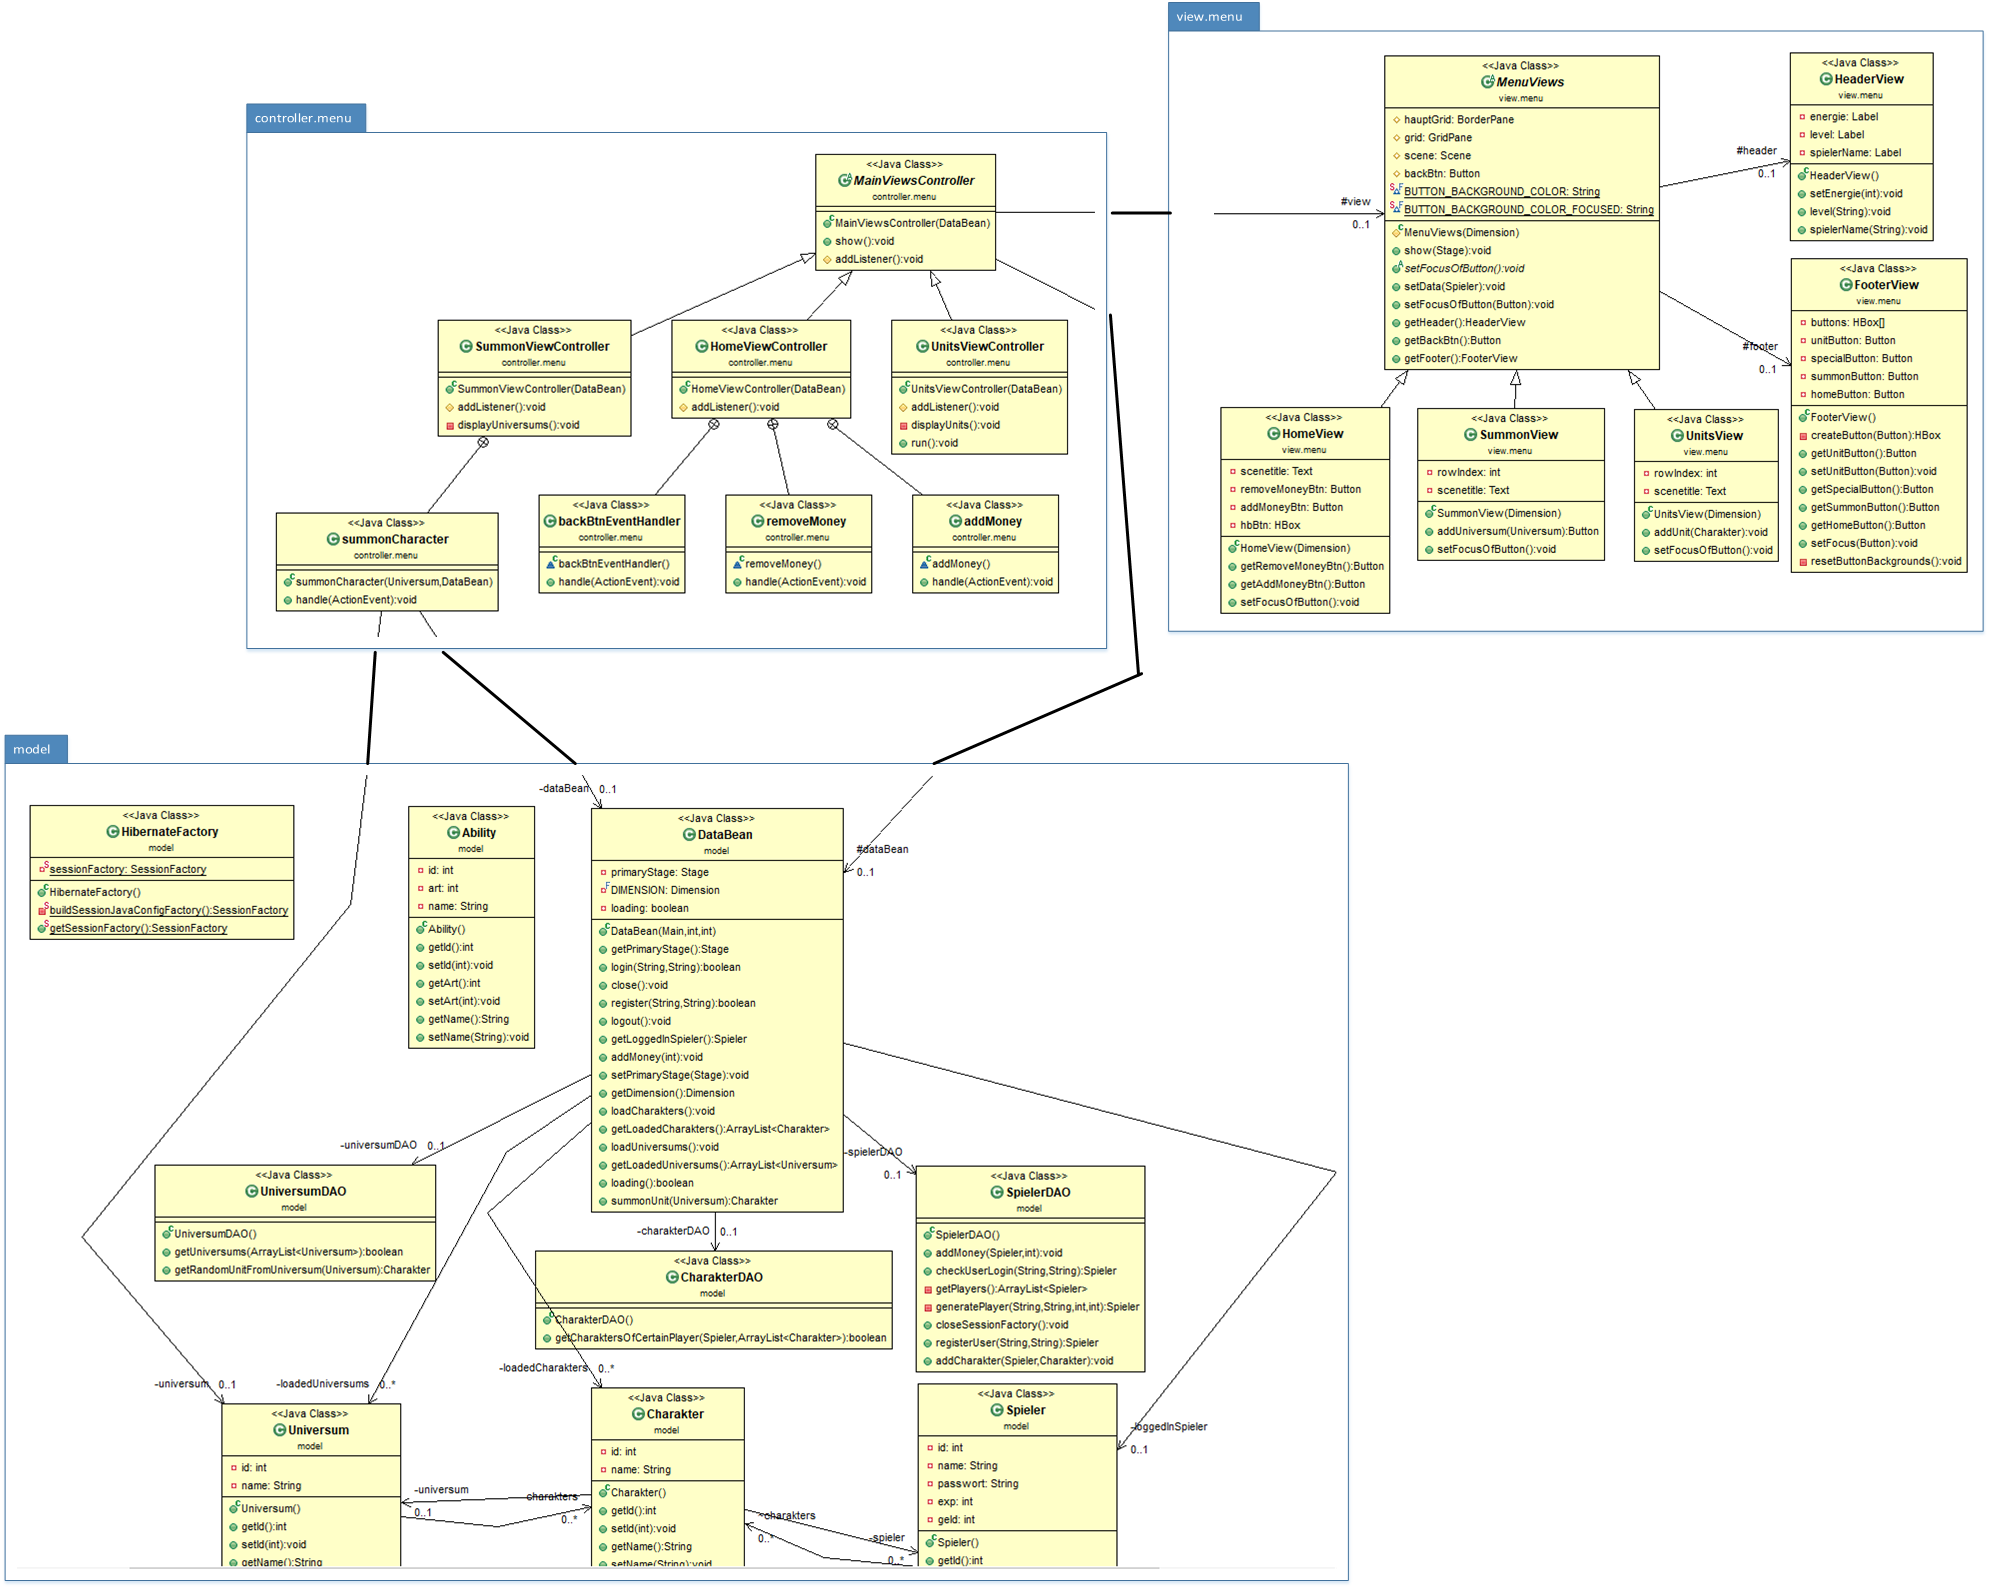 view.menu
<<Java Class>>
MenuViews
view.menu
hauptGrid: BorderPane
grid: GridPane
scene: Scene
backBtn: Button
BUTTON_BACKGROUND_COLOR: String
BUTTON_BACKGROUND_COLOR_FOCUSED: String
MenuViews(Dimension)
show(Stage):void
setFocusOfButton():void
setData(Spieler):void
setFocusOfButton(Button):void
getHeader():HeaderView
getBackBtn():Button
getFooter():FooterView
#view
0..1
#header
0..1
#footer
0..1
<<Java Class>>
HeaderView
view.menu
energie: Label
level: Label
spielerName: Label
HeaderView()
setEnergie(int):void
level(String):void
spielerName(String):void
<<Java Class>>
FooterView
view.menu
buttons: HBox[]
unitButton: Button
specialButton: Button
summonButton: Button
homeButton: Button
FooterView()
createButton(Button):HBox
getUnitButton():Button
setUnitButton(Button):void
getSpecialButton():Button
getSummonButton():Button
getHomeButton():Button
setFocus(Button):void
resetButtonBackgrounds():void
<<Java Class>>
HomeView
view.menu
scenetitle: Text
removeMoneyBtn: Button
addMoneyBtn: Button
hbBtn: HBox
HomeView(Dimension)
getRemoveMoneyBtn():Button
getAddMoneyBtn():Button
setFocusOfButton():void
<<Java Class>>
SummonView
view.menu
rowIndex: int
scenetitle: Text
SummonView(Dimension)
addUniversum(Universum):Button
setFocusOfButton():void
<<Java Class>>
UnitsView
view.menu
rowIndex: int
scenetitle: Text
UnitsView(Dimension)
addUnit(Charakter):void
setFocusOfButton():void
controller.menu
<<Java Class>>
MainViewsController
controller.menu
MainViewsController(DataBean)
show():void
addListener():void
<<Java Class>>
SummonViewController
controller.menu
SummonViewController(DataBean)
addListener():void
displayUniversums():void
<<Java Class>>
HomeViewController
controller.menu
HomeViewController(DataBean)
addListener():void
<<Java Class>>
UnitsViewController
controller.menu
UnitsViewController(DataBean)
addListener():void
displayUnits():void
run():void
<<Java Class>>
summonCharacter
controller.menu
summonCharacter(Universum,DataBean)
handle(ActionEvent):void
<<Java Class>>
backBtnEventHandler
controller.menu
backBtnEventHandler()
handle(ActionEvent):void
<<Java Class>>
removeMoney
controller.menu
removeMoney()
handle(ActionEvent):void
<<Java Class>>
addMoney
controller.menu
addMoney()
handle(ActionEvent):void
model
<<Java Class>>
HibernateFactory
model
sessionFactory: SessionFactory
HibernateFactory()
buildSessionJavaConfigFactory():SessionFactory
getSessionFactory():SessionFactory
<<Java Class>>
Ability
model
id: int
art: int
name: String
Ability()
getId():int
setId(int):void
getArt():int
setArt(int):void
getName():String
setName(String):void
-dataBean 0..1
#dataBean
0..1
<<Java Class>>
DataBean
model
primaryStage: Stage
DIMENSION: Dimension
loading: boolean
DataBean(Main,int,int)
getPrimaryStage():Stage
login(String,String):boolean
close():void
register(String,String):boolean
logout():void
getLoggedInSpieler():Spieler
addMoney(int):void
setPrimaryStage(Stage):void
getDimension():Dimension
loadCharakters():void
getLoadedCharakters():ArrayList<Charakter>
loadUniversums():void
getLoadedUniversums():ArrayList<Universum>
loading():boolean
summonUnit(Universum):Charakter
-universumDAO 0..1
-spielerDAO
0..1
-charakterDAO 0..1
<<Java Class>>
UniversumDAO
model
UniversumDAO()
getUniversums(ArrayList<Universum>):boolean
getRandomUnitFromUniversum(Universum):Charakter
<<Java Class>>
CharakterDAO
model
CharakterDAO()
getCharaktersOfCertainPlayer(Spieler,ArrayList<Charakter>):boolean
<<Java Class>>
SpielerDAO
model
SpielerDAO()
addMoney(Spieler,int):void
checkUserLogin(String,String):Spieler
getPlayers():ArrayList<Spieler>
generatePlayer(String,String,int,int):Spieler
closeSessionFactory():void
registerUser(String,String):Spieler
addCharakter(Spieler,Charakter):void
-universum 0..1
-loadedUniversums 0..*
-loadedCharakters 0..*
-loggedInSpieler
0..1
<<Java Class>>
Universum
model
id: int
name: String
Universum()
getId():int
setId(int):void
getName():String
-universum
0..1
charakters
0..*
<<Java Class>>
Charakter
model
id: int
name: String
Charakter()
getId():int
setId(int):void
getName():String
setName(String):void
-charakters
0..*
-spieler
0..*
<<Java Class>>
Spieler
model
id: int
name: String
passwort: String
exp: int
geld: int
Spieler()
getId():int